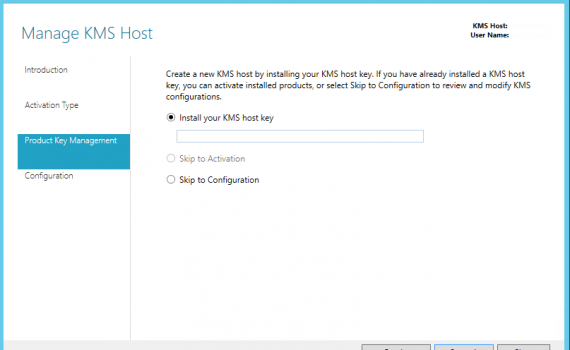 Manage KMS Host
KMS Host:
User Name:
Introduction
Activation Type
Product Key Management
Configuration
Create a new KMS host by installing your KMS host key. If you have already installed a KMS host
key, you can activate installed products, or select Skip to Configuration to review and modify KMS
configurations.
Install your KMS host key
Skip to Activation
Skip to Configuration